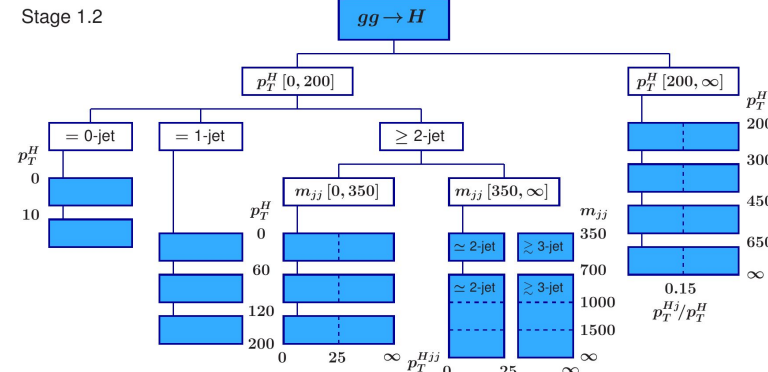 Stage 1.2
gg → H
p_T^H [0, 200]
p_T^H [200, ∞]
= 0-jet
= 1-jet
≥ 2-jet
p_T^H
0
10
m_jj [0, 350]
m_jj [350, ∞]
p_T^H
0
60
120
200
0 25 ∞
m_jj
350
700
1000
1500
∞
≃ 2-jet ≳ 3-jet
≃ 2-jet ≳ 3-jet
p_T^Hjj 0 25 ∞
p_T^H
200
300
450
650
∞
0.15
p_T^Hj/p_T^H